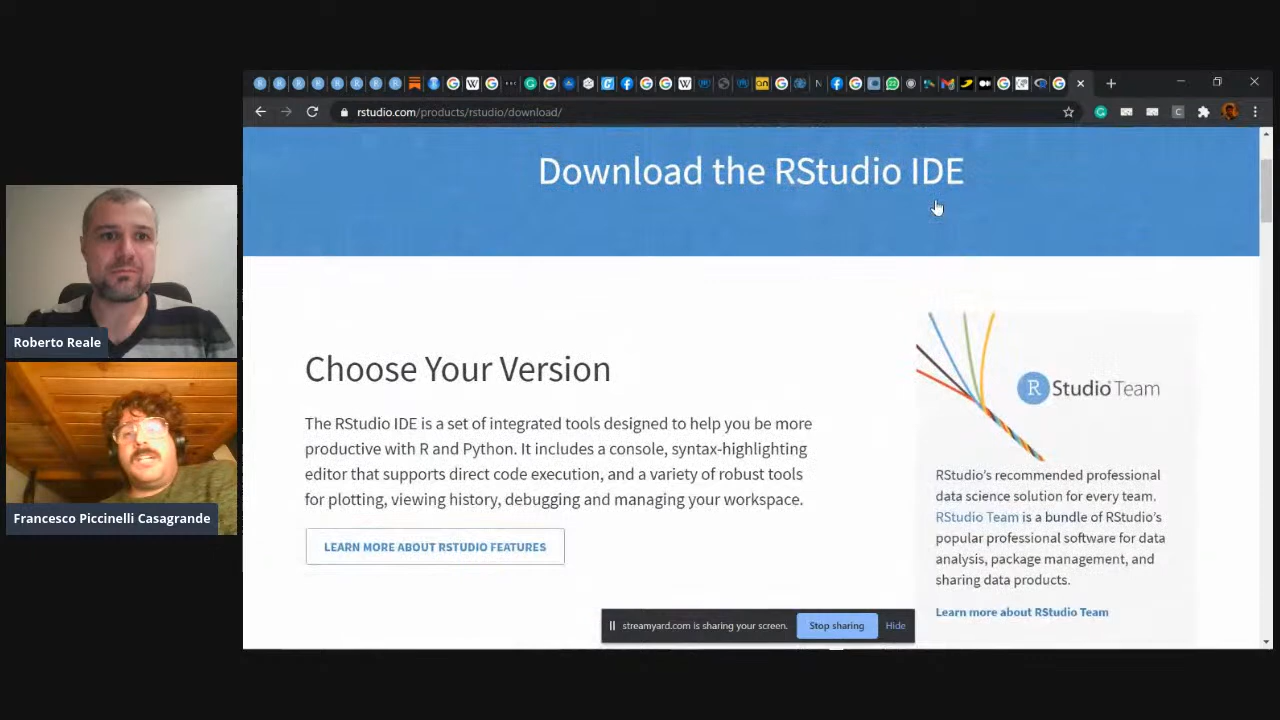 rstudio.com/products/rstudio/download/
Download the RStudio IDE
Roberto Reale
Francesco Piccinelli Casagrande
Choose Your Version
The RStudio IE is a set of integrated tools designed to help you be more
productive with R and Python. It includes a console, syntax-highlighting
editor that supports direct code execution, and a variety of robust tools
for plotting, viewing history, debugging and managing your workspace.
LEARN MORE ABOUT RSTUDIO FEATURES
R Studio Team
RStudio's recommended professional
data science solution for every team.
RStudio Team is a bundle of RStudio's
popular professional software for data
analysis, package management, and
sharing data products.
Learn more about RStudio Team
streamyard.com is sharing your screen.
Stop sharing
Hide